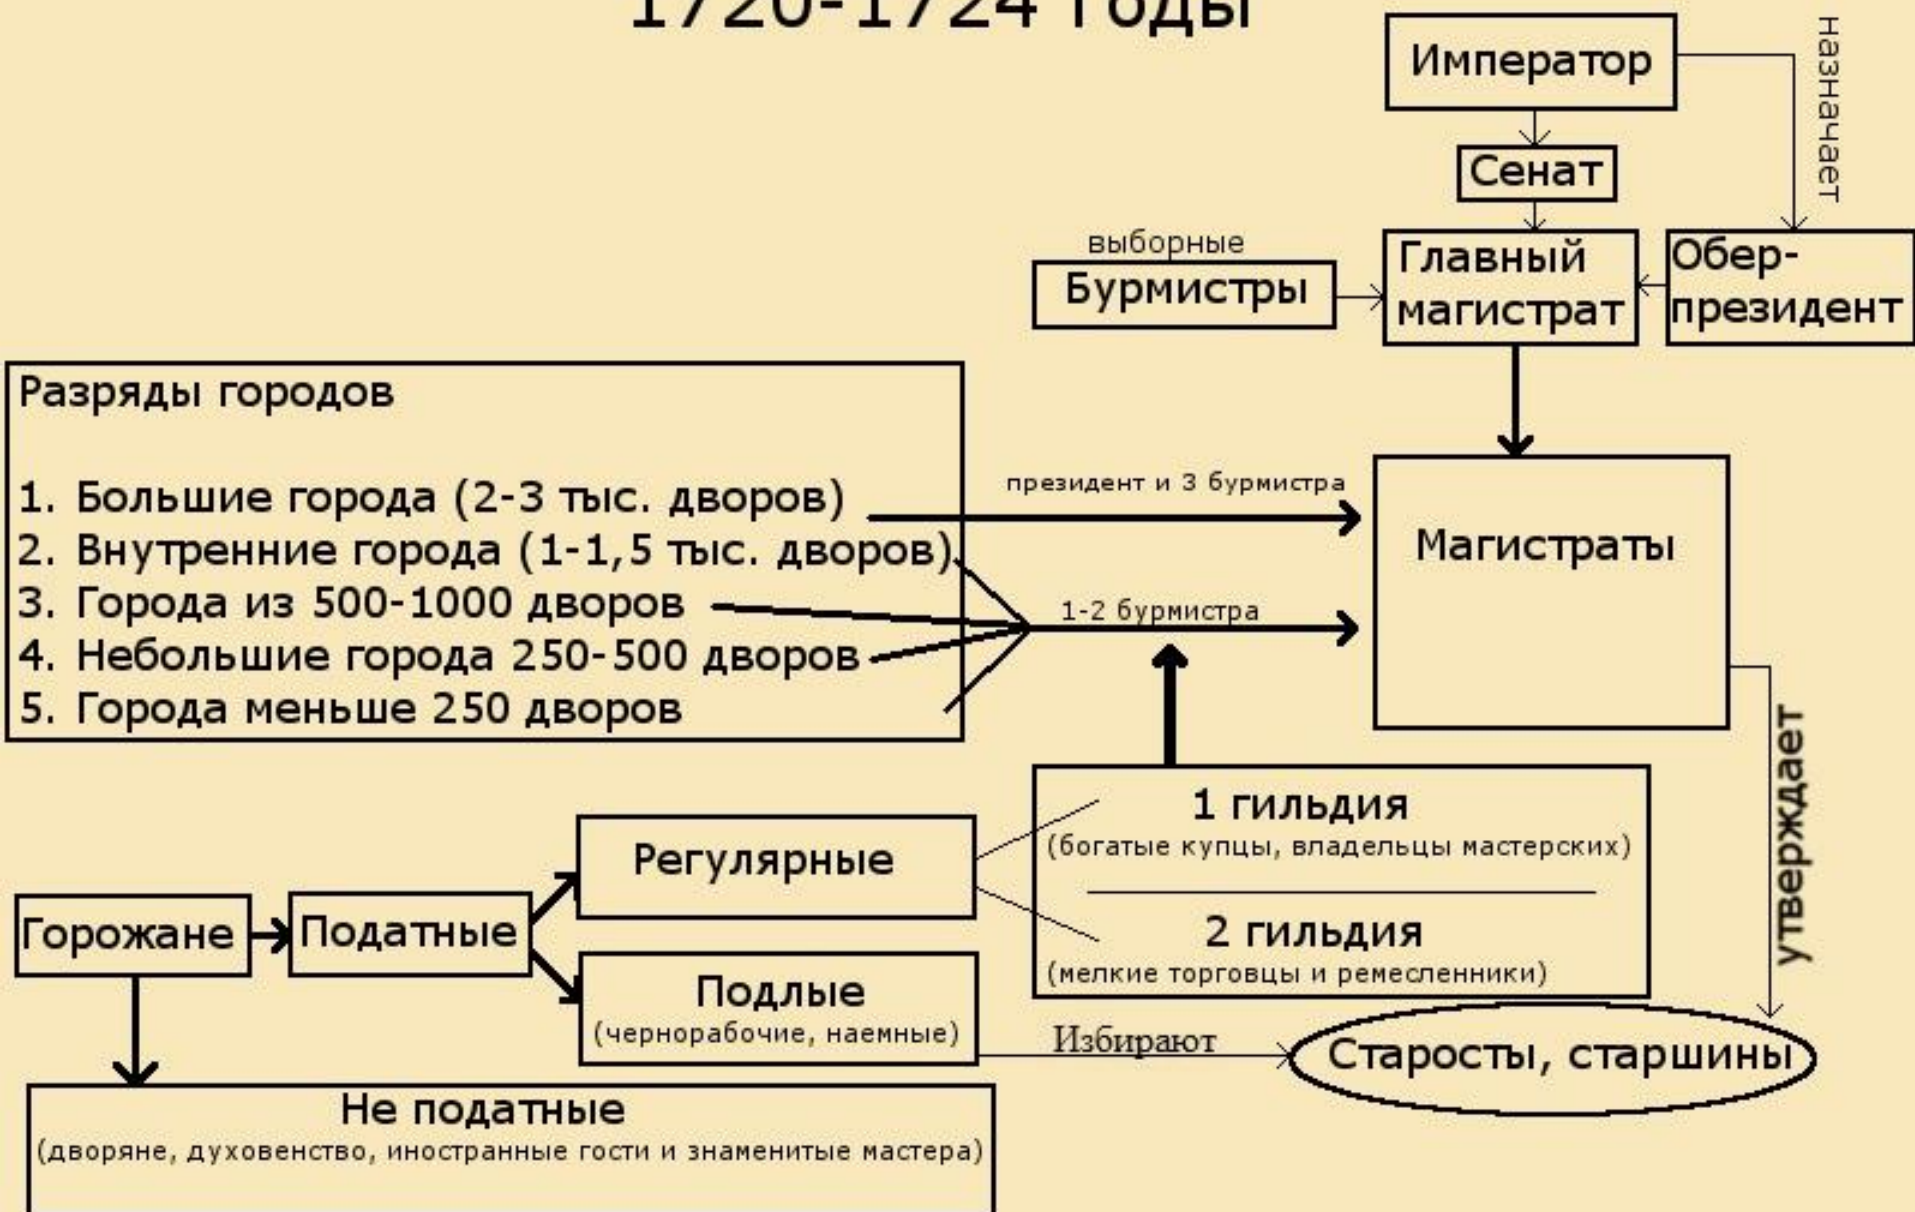 1720-1724 годы
Император
назначает
Сенат
выборные
Бурмистры
Главный
магистрат
Обер-
президент
Разряды городов
1. Большие города (2-3 тыс. дворов)
2. Внутренние города (1-1,5 тыс. дворов)
3. Города из 500-1000 дворов
4. Небольшие города 250-500 дворов
5. Города меньше 250 дворов
президент и 3 бурмистра
1-2 бурмистра
Магистраты
утверждает
1 гильдия
(богатые купцы, владельцы мастерских)
2 гильдия
(мелкие торговцы и ремесленники)
Регулярные
Горожане
Податные
Подлые
(чернорабочие, наемные)
Избирают
Старосты, старшины
Не податные
(дворяне, духовенство, иностранные гости и знаменитые мастера)